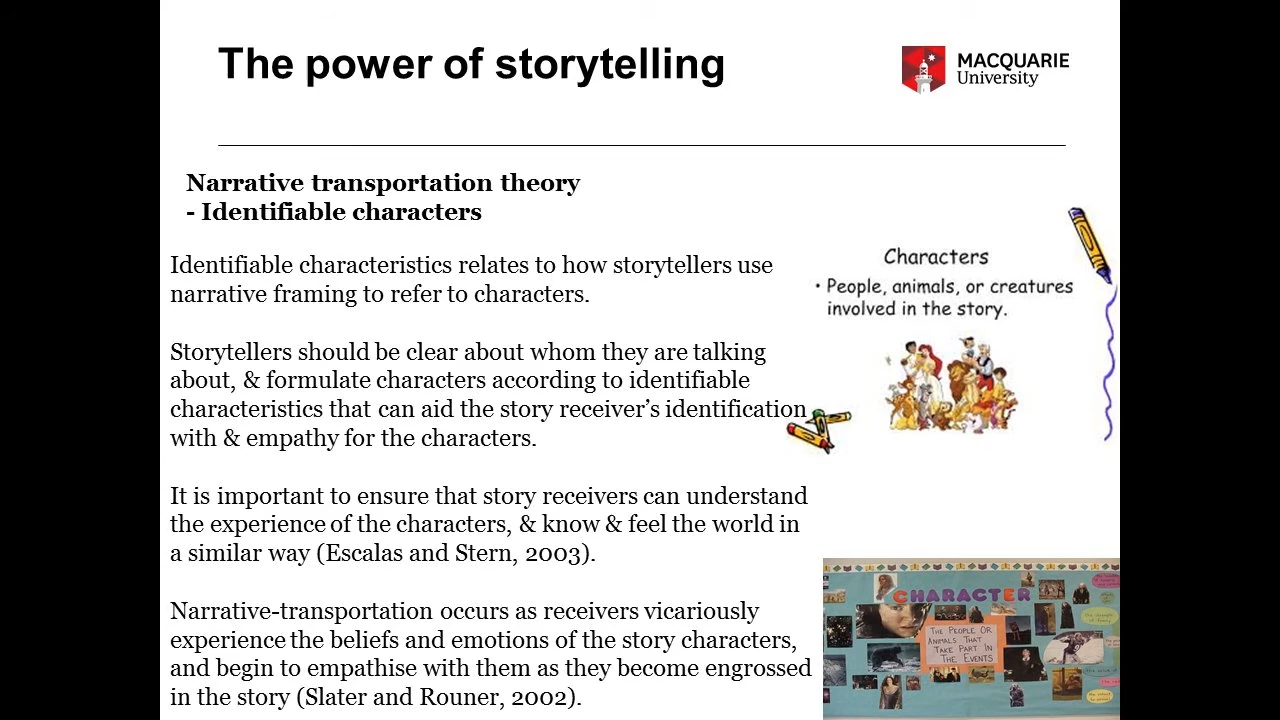 The power of storytelling
MACQUARIE
University
Narrative transportation theory
- Identifiable characters
Identifiable characteristics relates to how storytellers use
narrative framing to refer to characters.
Storytellers should be clear about whom they are talking
about, & formulate characters according to identifiable
characteristics that can aid the story receiver’s identification
with & empathy for the characters.
It is important to ensure that story receivers can understand
the experience of the characters, & know & feel the world in
a similar way (Escalas and Stern, 2003).
Narrative-transportation occurs as receivers vicariously
experience the beliefs and emotions of the story characters,
and begin to empathise with them as they become engrossed
in the story (Slater and Rouner, 2002).
Characters
• People, animals, or creatures
involved in the story.
CHARACTER
THE PEOPLE OR
ANIMALS THAT
TAKE PART IN
THE EVENTS